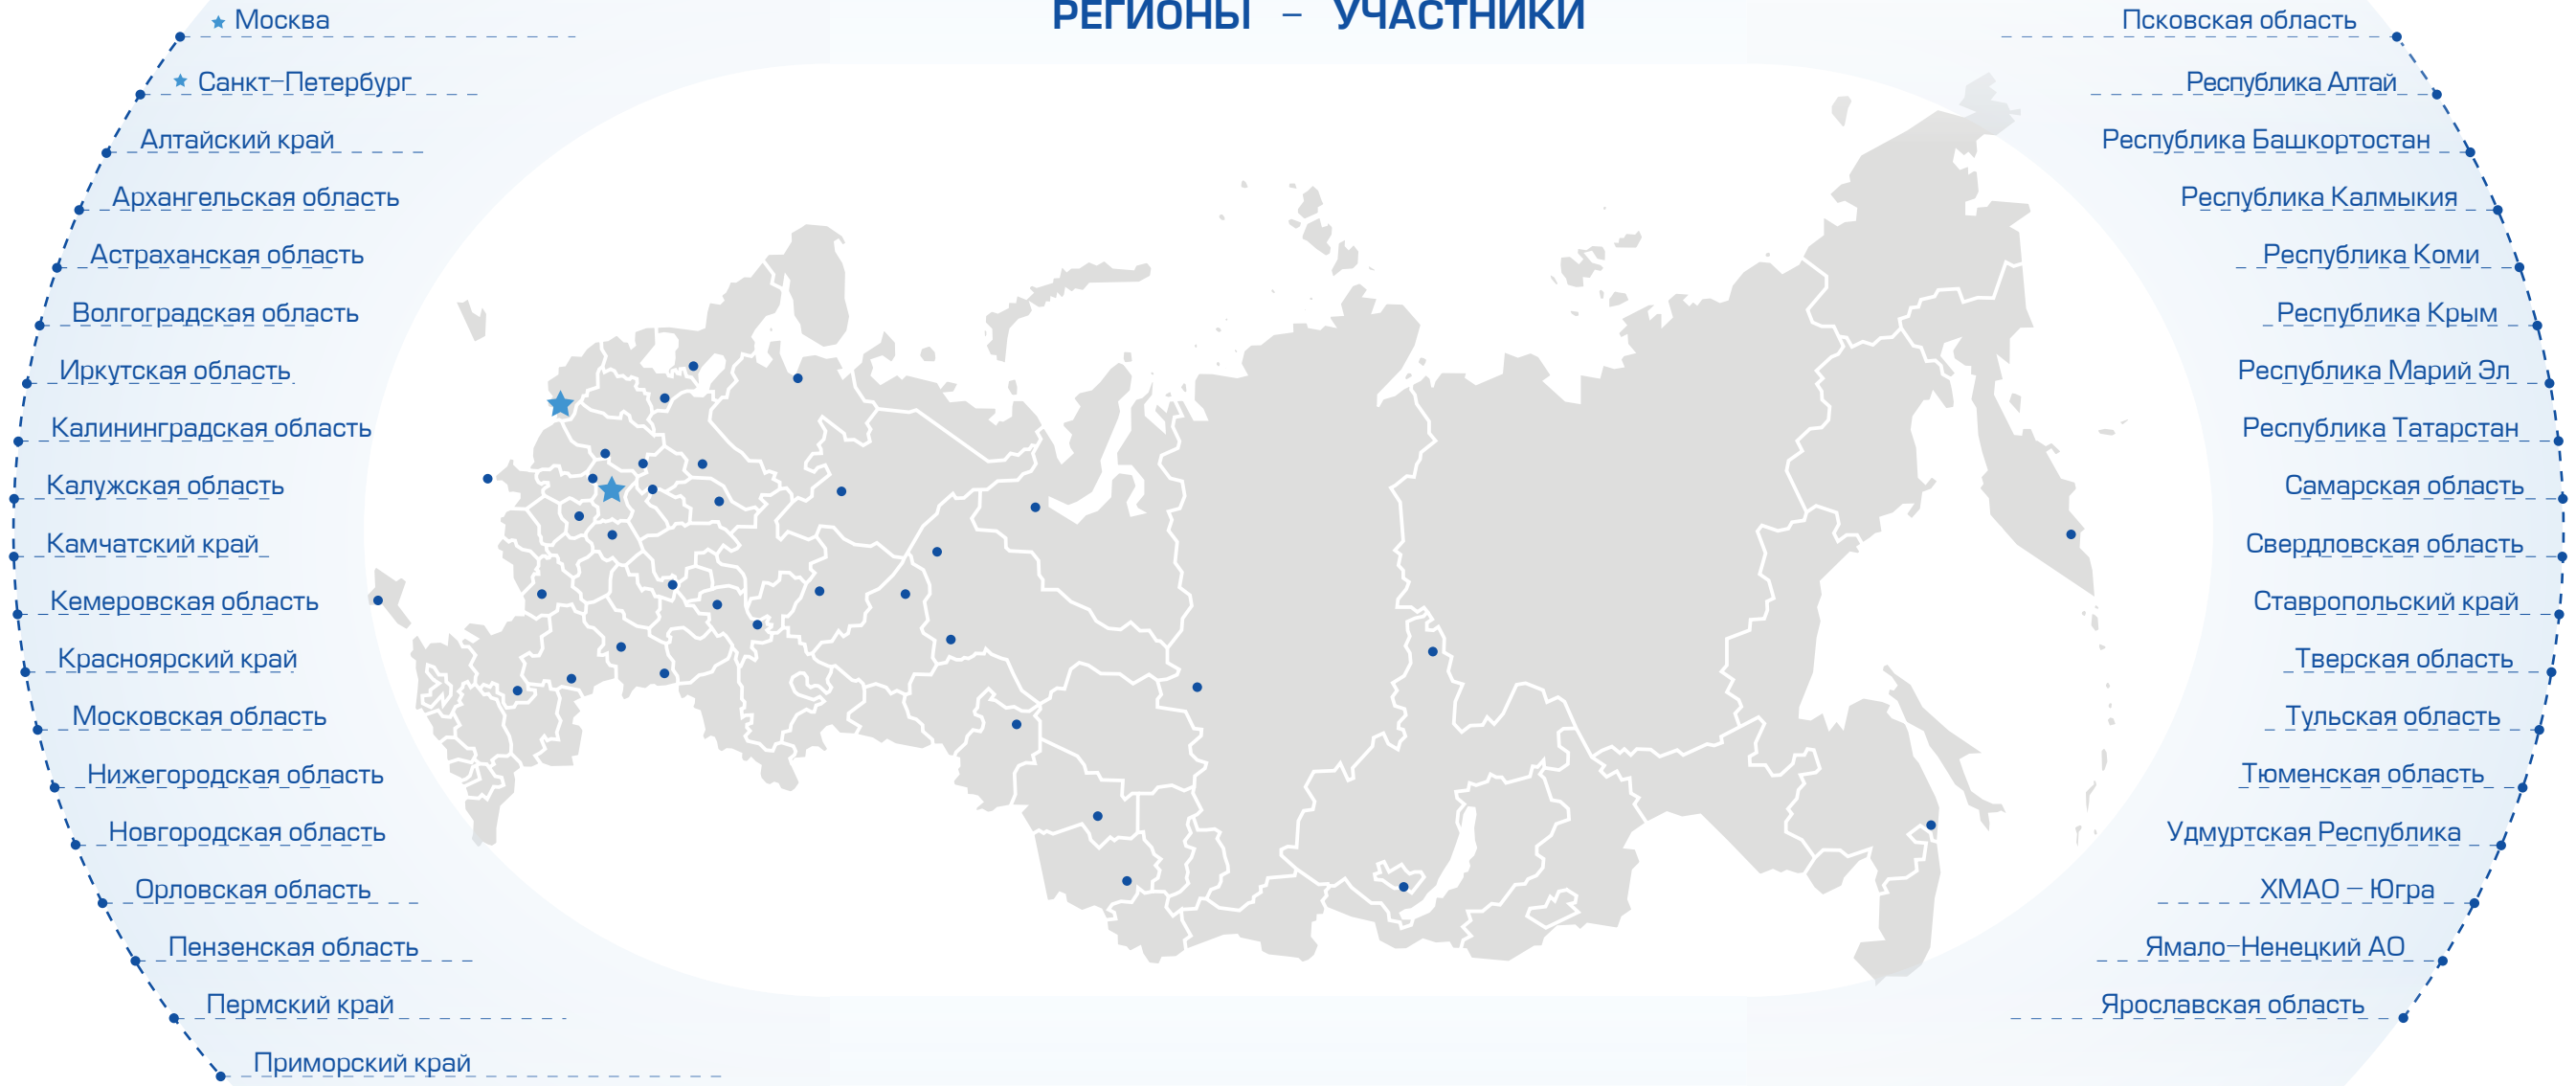 РЕГИОНЫ – УЧАСТНИКИ
Москва
Санкт-Петербург
Алтайский край
Архангельская область
Астраханская область
Волгоградская область
Иркутская область
Калининградская область
Калужская область
Камчатский край
Кемеровская область
Красноярский край
Московская область
Нижегородская область
Новгородская область
Орловская область
Пензенская область
Пермский край
Приморский край
Псковская область
Республика Алтай
Республика Башкортостан
Республика Калмыкия
Республика Коми
Республика Крым
Республика Марий Эл
Республика Татарстан
Самарская область
Свердловская область
Ставропольский край
Тверская область
Тульская область
Тюменская область
Удмуртская Республика
ХМАО – Югра
Ямало-Ненецкий АО
Ярославская область